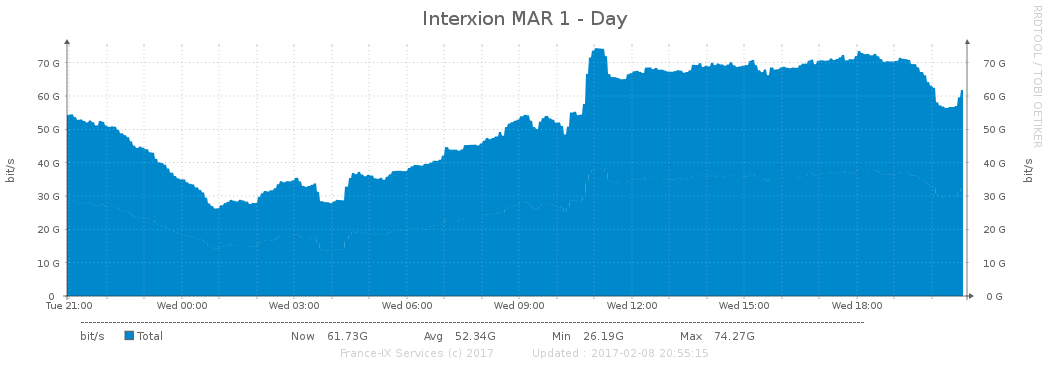 Interxion MAR 1 - Day
RRDTOOL / TOBI OETIKER
bit/s
70 G 70 G
60 G 60 G
50 G 50 G
40 G 40 G
30 G 30 G
20 G 20 G
10 G 10 G
0 0 G
bit/s
Tue 21:00 Wed 00:00 Wed 03:00 Wed 06:00 Wed 09:00 Wed 12:00 Wed 15:00 Wed 18:00
bit/s Total Now 61.73G Avg 52.34G Min 26.19G Max 74.27G
France-IX Services (c) 2017 Updated : 2017-02-08 20:55:15